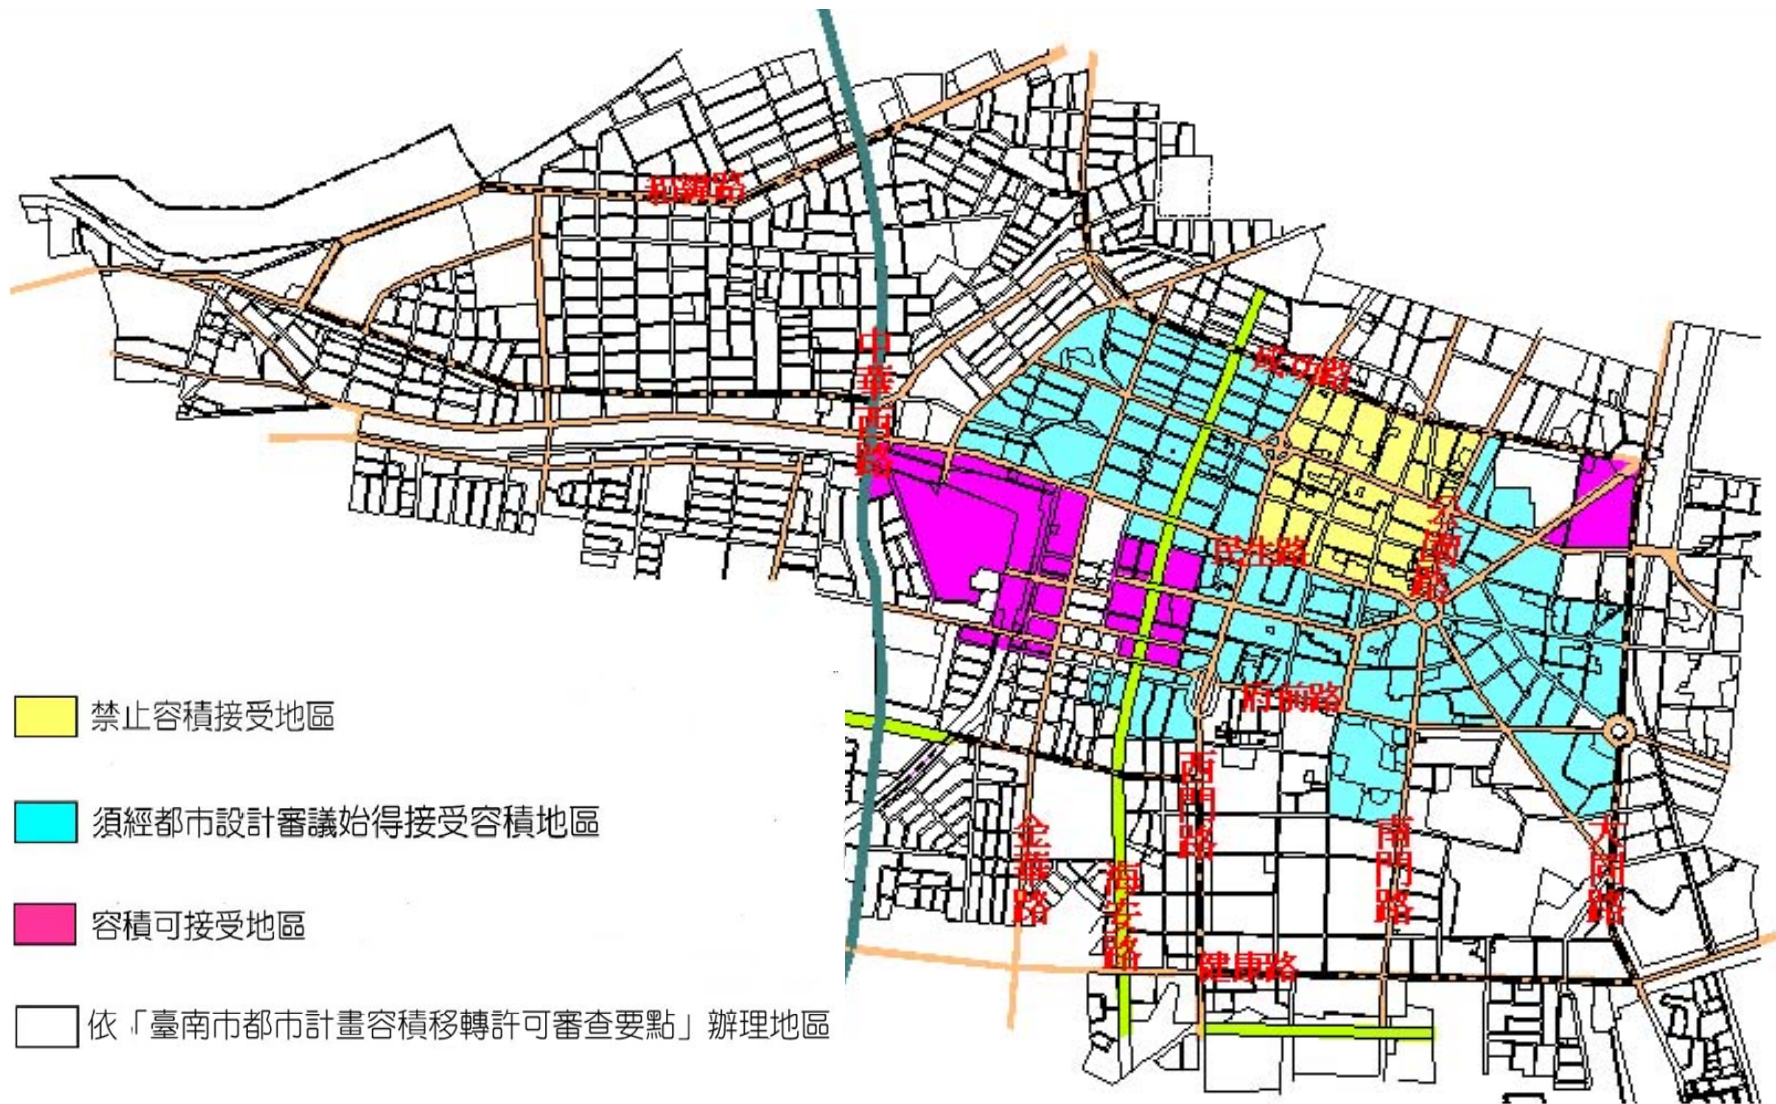 和緯路
中華西路
成功路
公園路
民生路
府前路
西門路
金華路
海安路
南門路
大同路
健康路
禁止容積接受地區
須經都市設計審議始得接受容積地區
容積可接受地區
依「臺南市都市計畫容積移轉許可審查要點」辦理地區